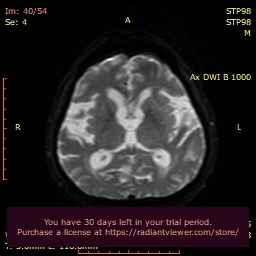 Im: 40/54
Se: 4
A
STP98
STP98
M
Ax DWI B 1000
R
L
You have 30 days left in your trial period.
Purchase a license at https://radiantviewer.com/store/